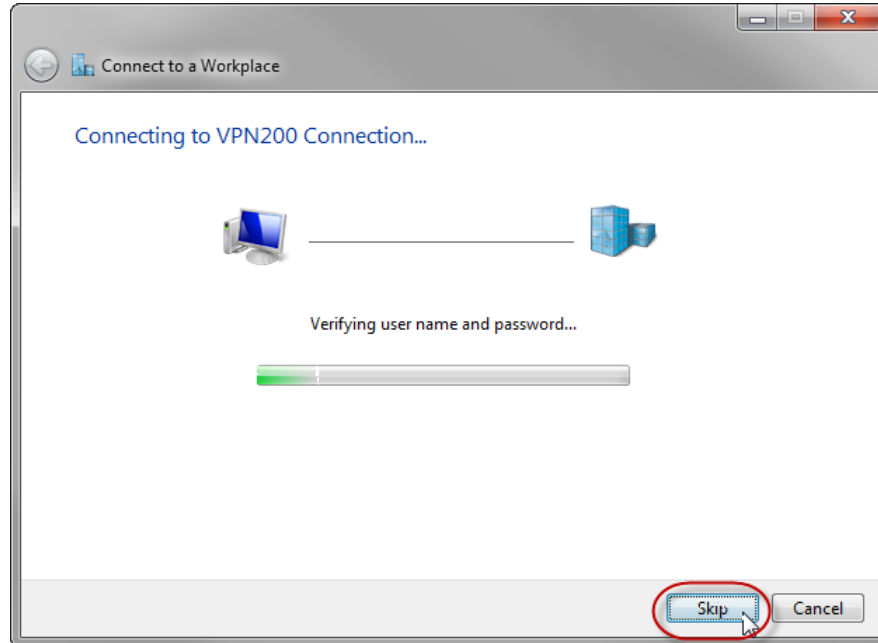 Connect to a Workplace
Connecting to VPN200 Connection...
Verifying user name and password...
Skip Cancel